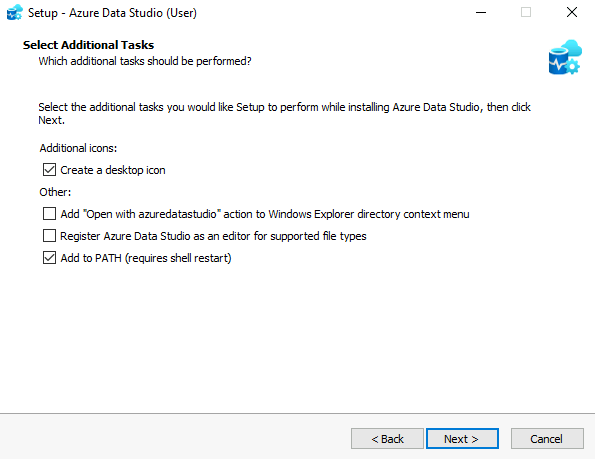 Setup - Azure Data Studio (User)
Select Additional Tasks
Which additional tasks should be performed?
Select the additional tasks you would like Setup to perform while installing Azure Data Studio, then click
Next.
Additional icons:
Create a desktop icon
Other:
Add "Open with azuredatastudio" action to Windows Explorer directory context menu
Register Azure Data Studio as an editor for supported file types
Add to PATH (requires shell restart)
< Back Next > Cancel